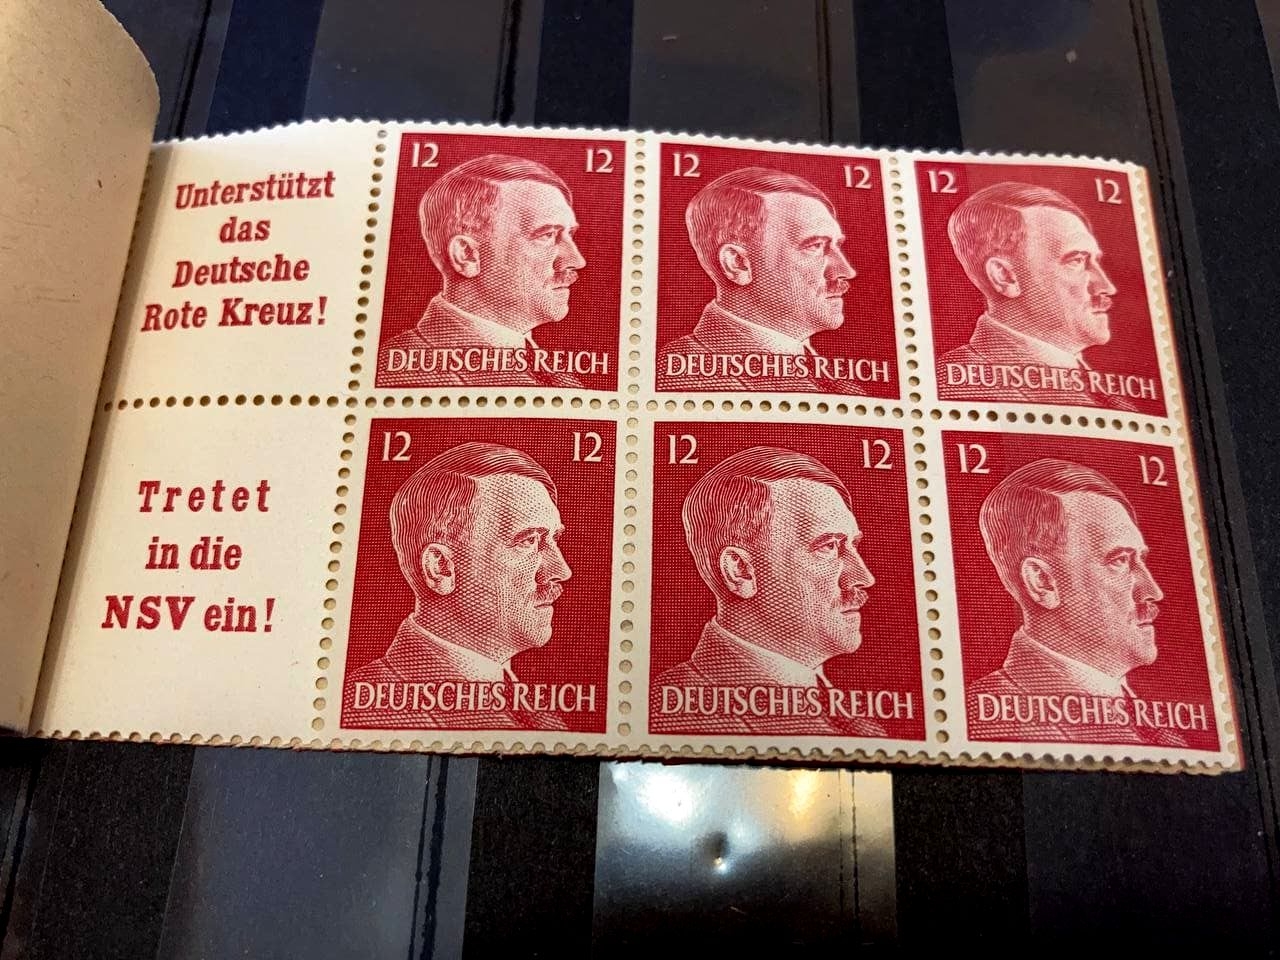 Unterstützt
das
Deutsche
Rote Kreuz!
12 12
DEUTSCHES REICH
12 12
DEUTSCHES REICH
12 12
DEUTSCHES REICH
Tretet
in die
NSV ein!
12 12
DEUTSCHES REICH
12 12
DEUTSCHES REICH
12 12
DEUTSCHES REICH